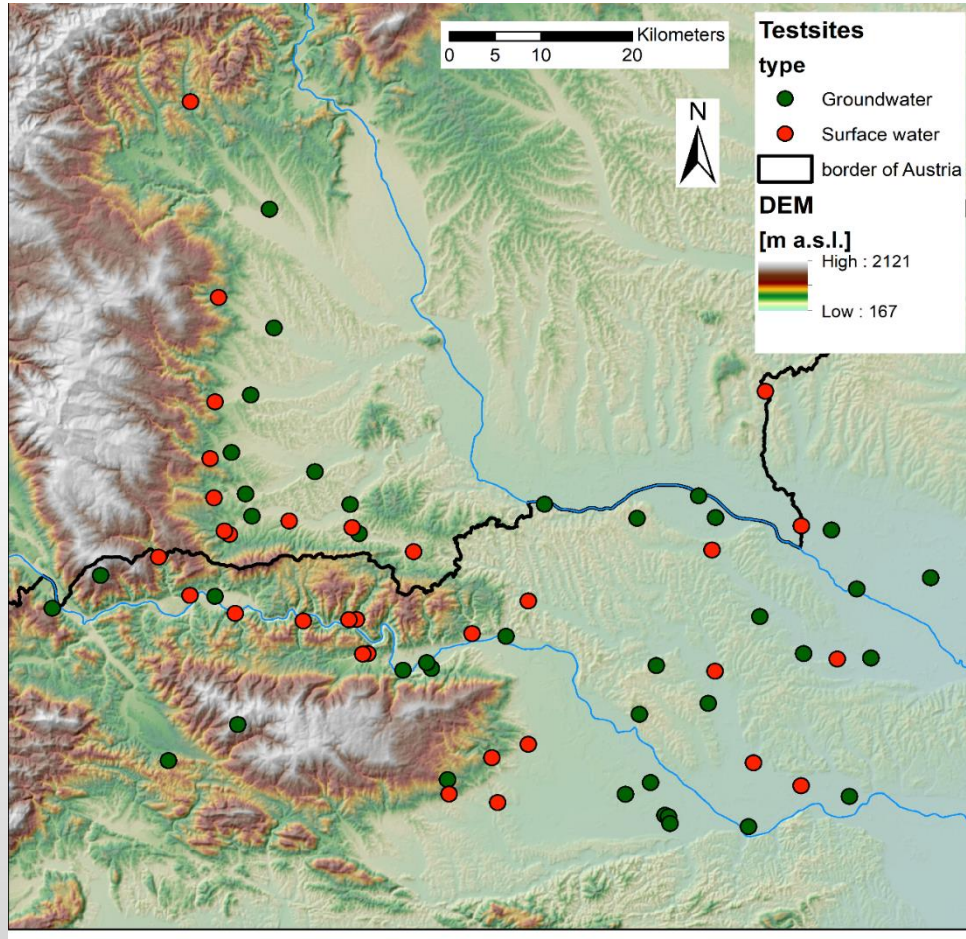 Kilometers
0 5 10 20
N
Testsites
type
Groundwater
Surface water
border of Austria
DEM
[m a.s.l.]
High : 2121
Low : 167